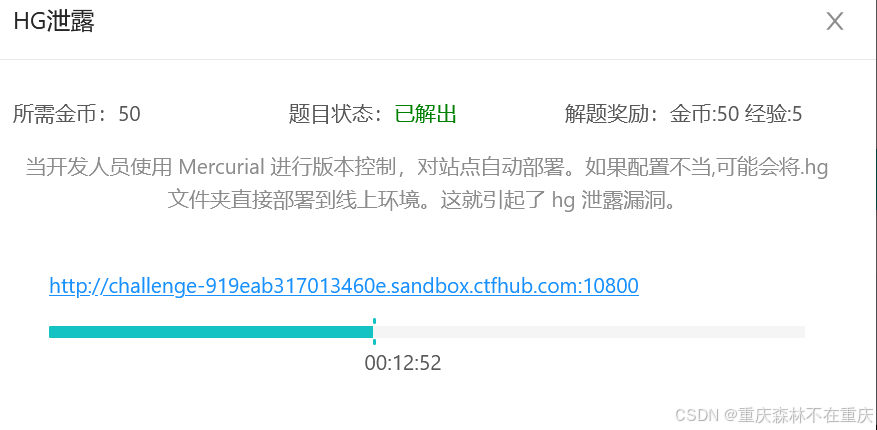 HG泄露
所需金币：50 题目状态：已解出 解题奖励：金币:50 经验:5
当开发人员使用 Mercurial 进行版本控制，对站点自动部署。如果配置不当,可能会将.hg
文件夹直接部署到线上环境。这就引起了 hg 泄露漏洞。
http://challenge-919eab317013460e.sandbox.ctfhub.com:10800
00:12:52
CSDN @重庆森林不在重庆